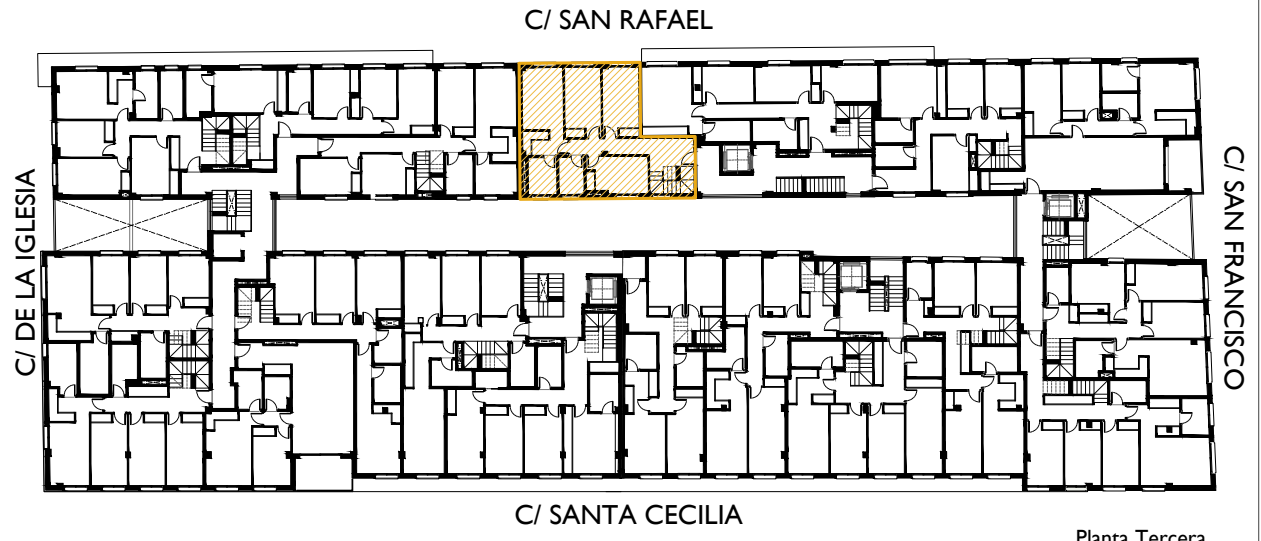 C/ SAN RAFAEL
C/ DE LA IGLESIA
C/ SAN FRANCISCO
C/ SANTA CECILIA
Planta Tercera